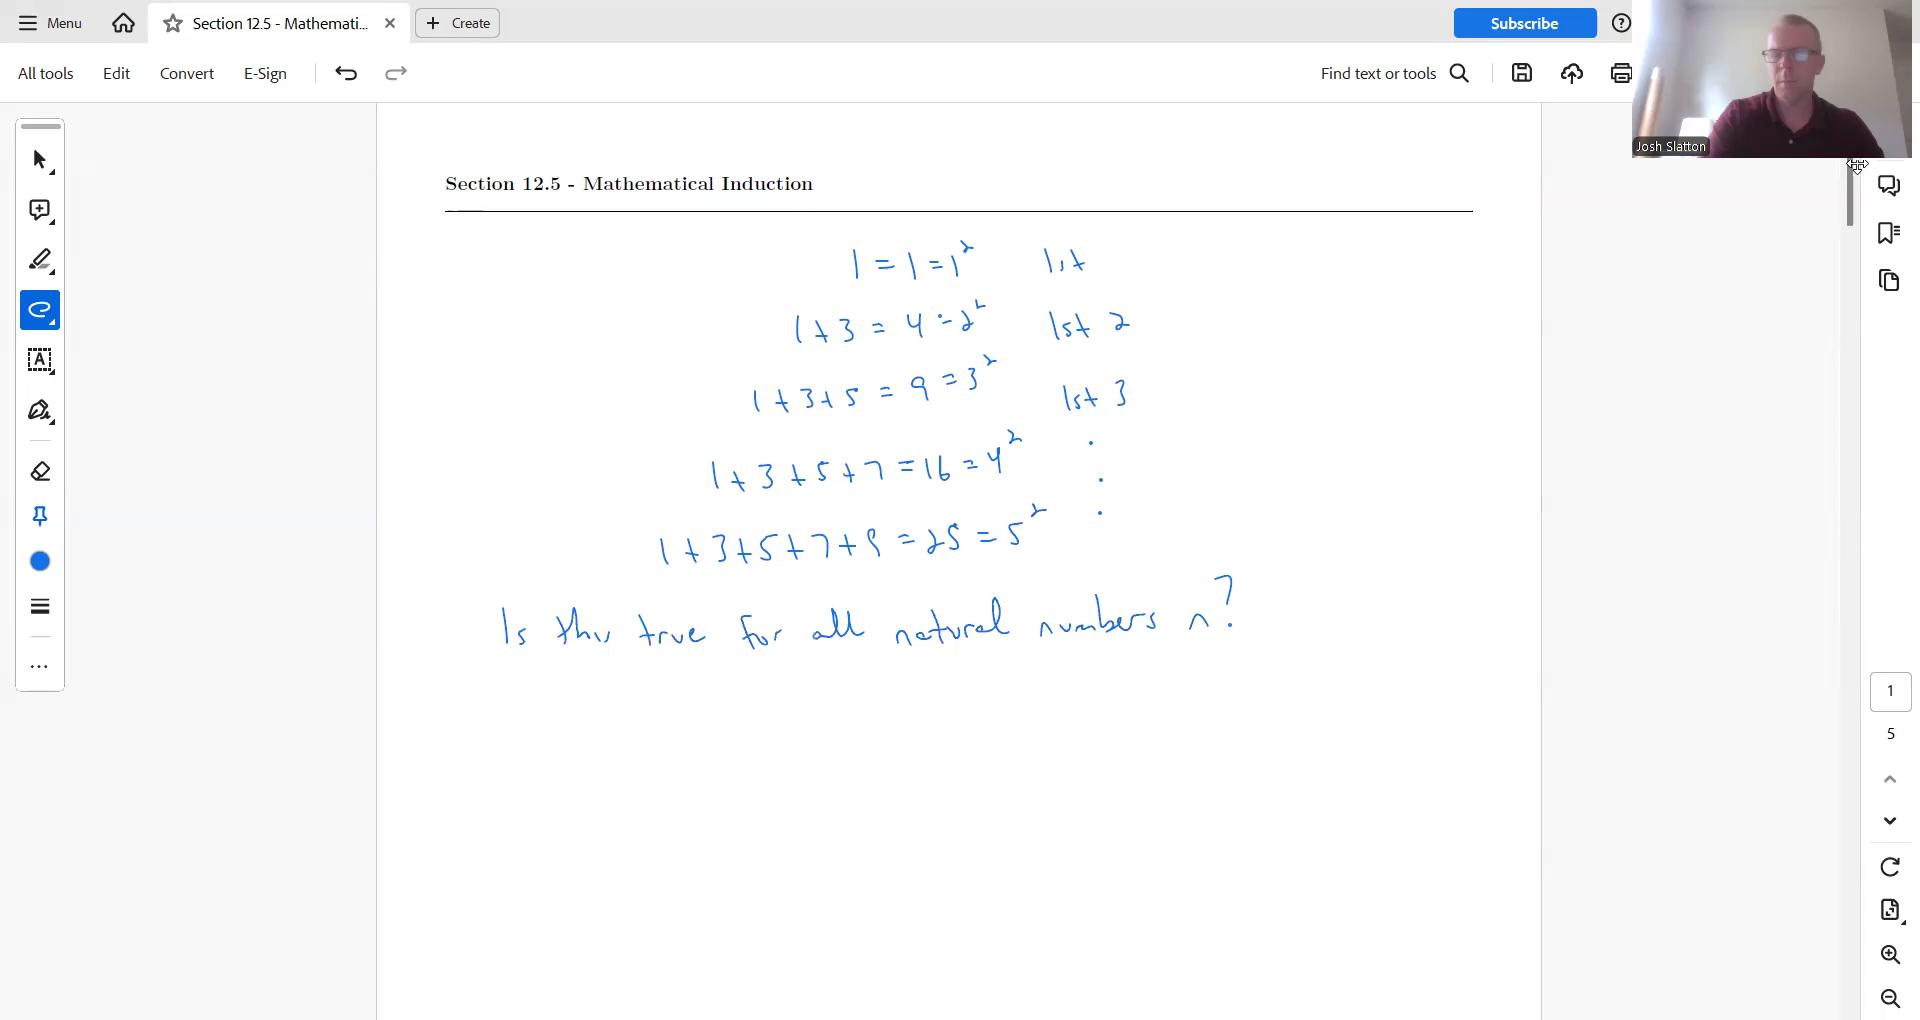 Menu
Section 12.5 - Mathemati...
Create
Subscribe
All tools
Edit
Convert
E-Sign
Find text or tools
Josh Slatton
Section 12.5 - Mathematical Induction
1 = 1 = 1² 1st
1 + 3 = 4 = 2² 1st 2
1 + 3 + 5 = 9 = 3² 1st 3
1 + 3 + 5 + 7 = 16 = 4²
1 + 3 + 5 + 7 + 9 = 25 = 5²
Is this true for all natural numbers n?
1
5